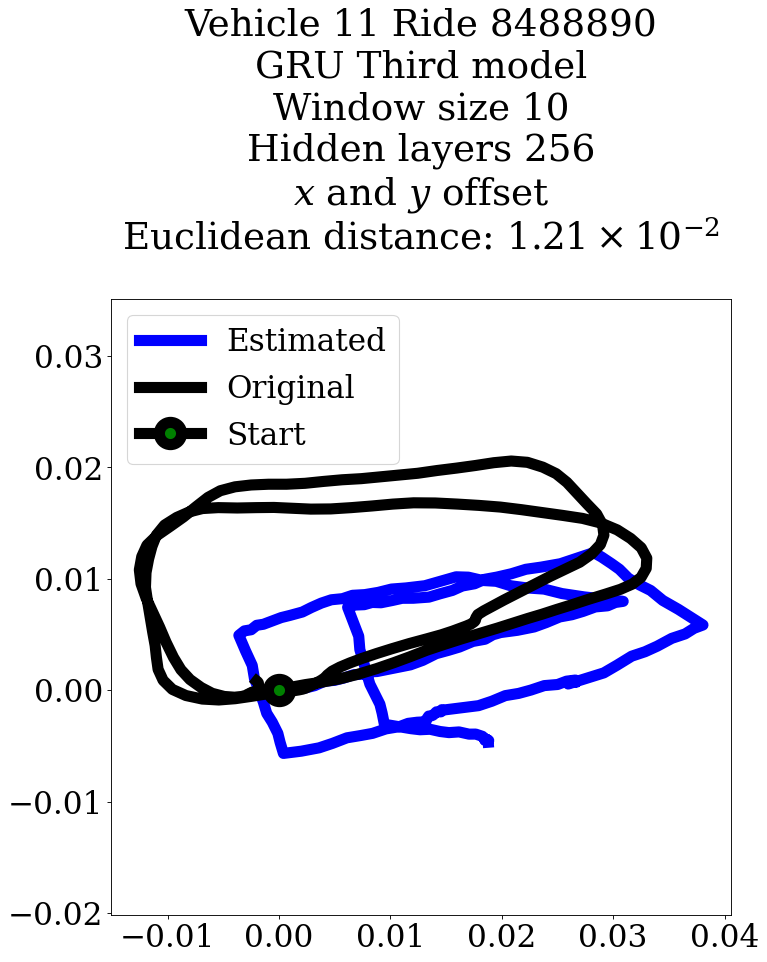 Vehicle 11 Ride 8488890
GRU Third model
Window size 10
Hidden layers 256
x and y offset
Euclidean distance: 1.21 × 10⁻²
Estimated
Original
Start
0.03
0.02
0.01
0.00
−0.01
−0.02
−0.01 0.00 0.01 0.02 0.03 0.04